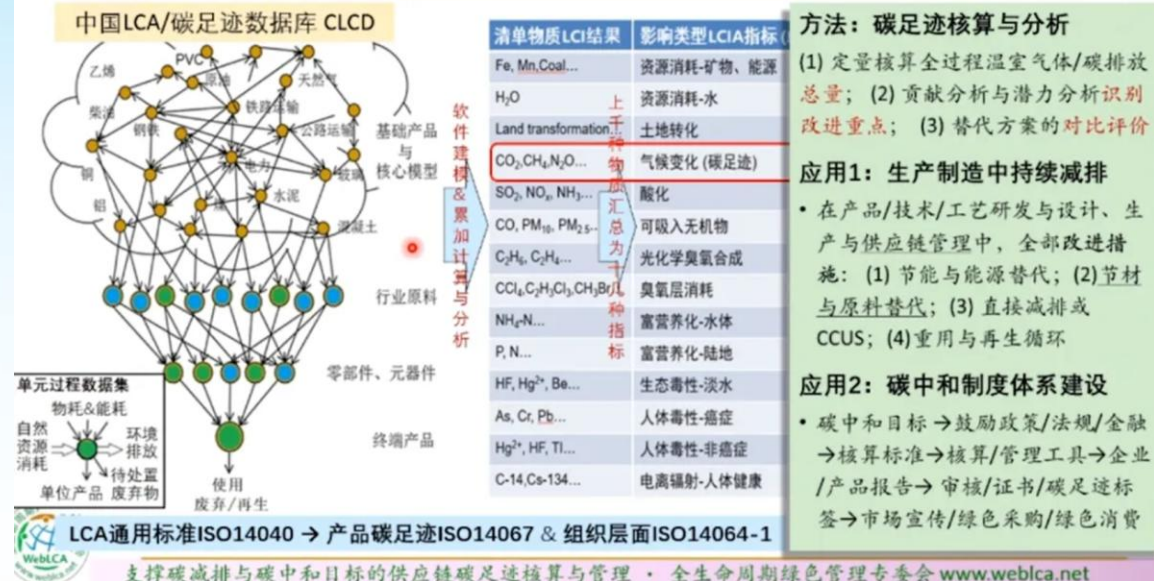 中国LCA/碳足迹数据库 CLCD
PVC
乙烯
原油
天然气
柴油
铁路运输
钢铁
公路运输
基础产品
与
核心模型
铜
电力
玻璃
铝
煤
水泥
混凝土
行业原料
零部件、元器件
终端产品
使用
废弃/再生
单元过程数据集
物耗&能耗
自然
资源
消耗
环境
排放
待处置
废弃物
单位产品
软件建模&累加计算与分析
清单物质LCI结果 影响类型LCIA指标
Fe, Mn,Coal... 资源消耗-矿物、能源
H₂O 资源消耗-水
Land transformation... 土地转化
CO₂,CH₄,N₂O... 气候变化 (碳足迹)
SO₂, NOₓ, NH₃... 酸化
CO, PM₁₀, PM₂.₅... 可吸入无机物
C₂H₆, C₂H₄... 光化学臭氧合成
CCl₄,C₂H₃Cl₃,CH₃Br 臭氧层消耗
NH₄-N... 富营养化-水体
P, N... 富营养化-陆地
HF, Hg²⁺, Be... 生态毒性-淡水
As, Cr, Pb... 人体毒性-癌症
Hg²⁺, HF, Tl... 人体毒性-非癌症
C-14,Cs-134... 电离辐射-人体健康
上千种物质汇总为十几种指标
方法：碳足迹核算与分析
(1) 定量核算全过程温室气体/碳排放
总量；(2) 贡献分析与潜力分析识别
改进重点； (3) 替代方案的对比评价
应用1：生产制造中持续减排
• 在产品/技术/工艺研发与设计、生
产与供应链管理中，全部改进措
施：(1) 节能与能源替代；(2)节材
与原料替代；(3) 直接减排或
CCUS；(4)重用与再生循环
应用2：碳中和制度体系建设
• 碳中和目标→鼓励政策/法规/金融
→核算标准→核算/管理工具→企业
/产品报告→ 审核/证书/碳足迹标
签→市场宣传/绿色采购/绿色消费
LCA通用标准ISO14040 → 产品碳足迹ISO14067 & 组织层面ISO14064-1
WebLCA
www.weblca.net
支撑碳减排与碳中和目标的供应链碳足迹核算与管理 · 全生命周期绿色管理专委会 www.weblca.net